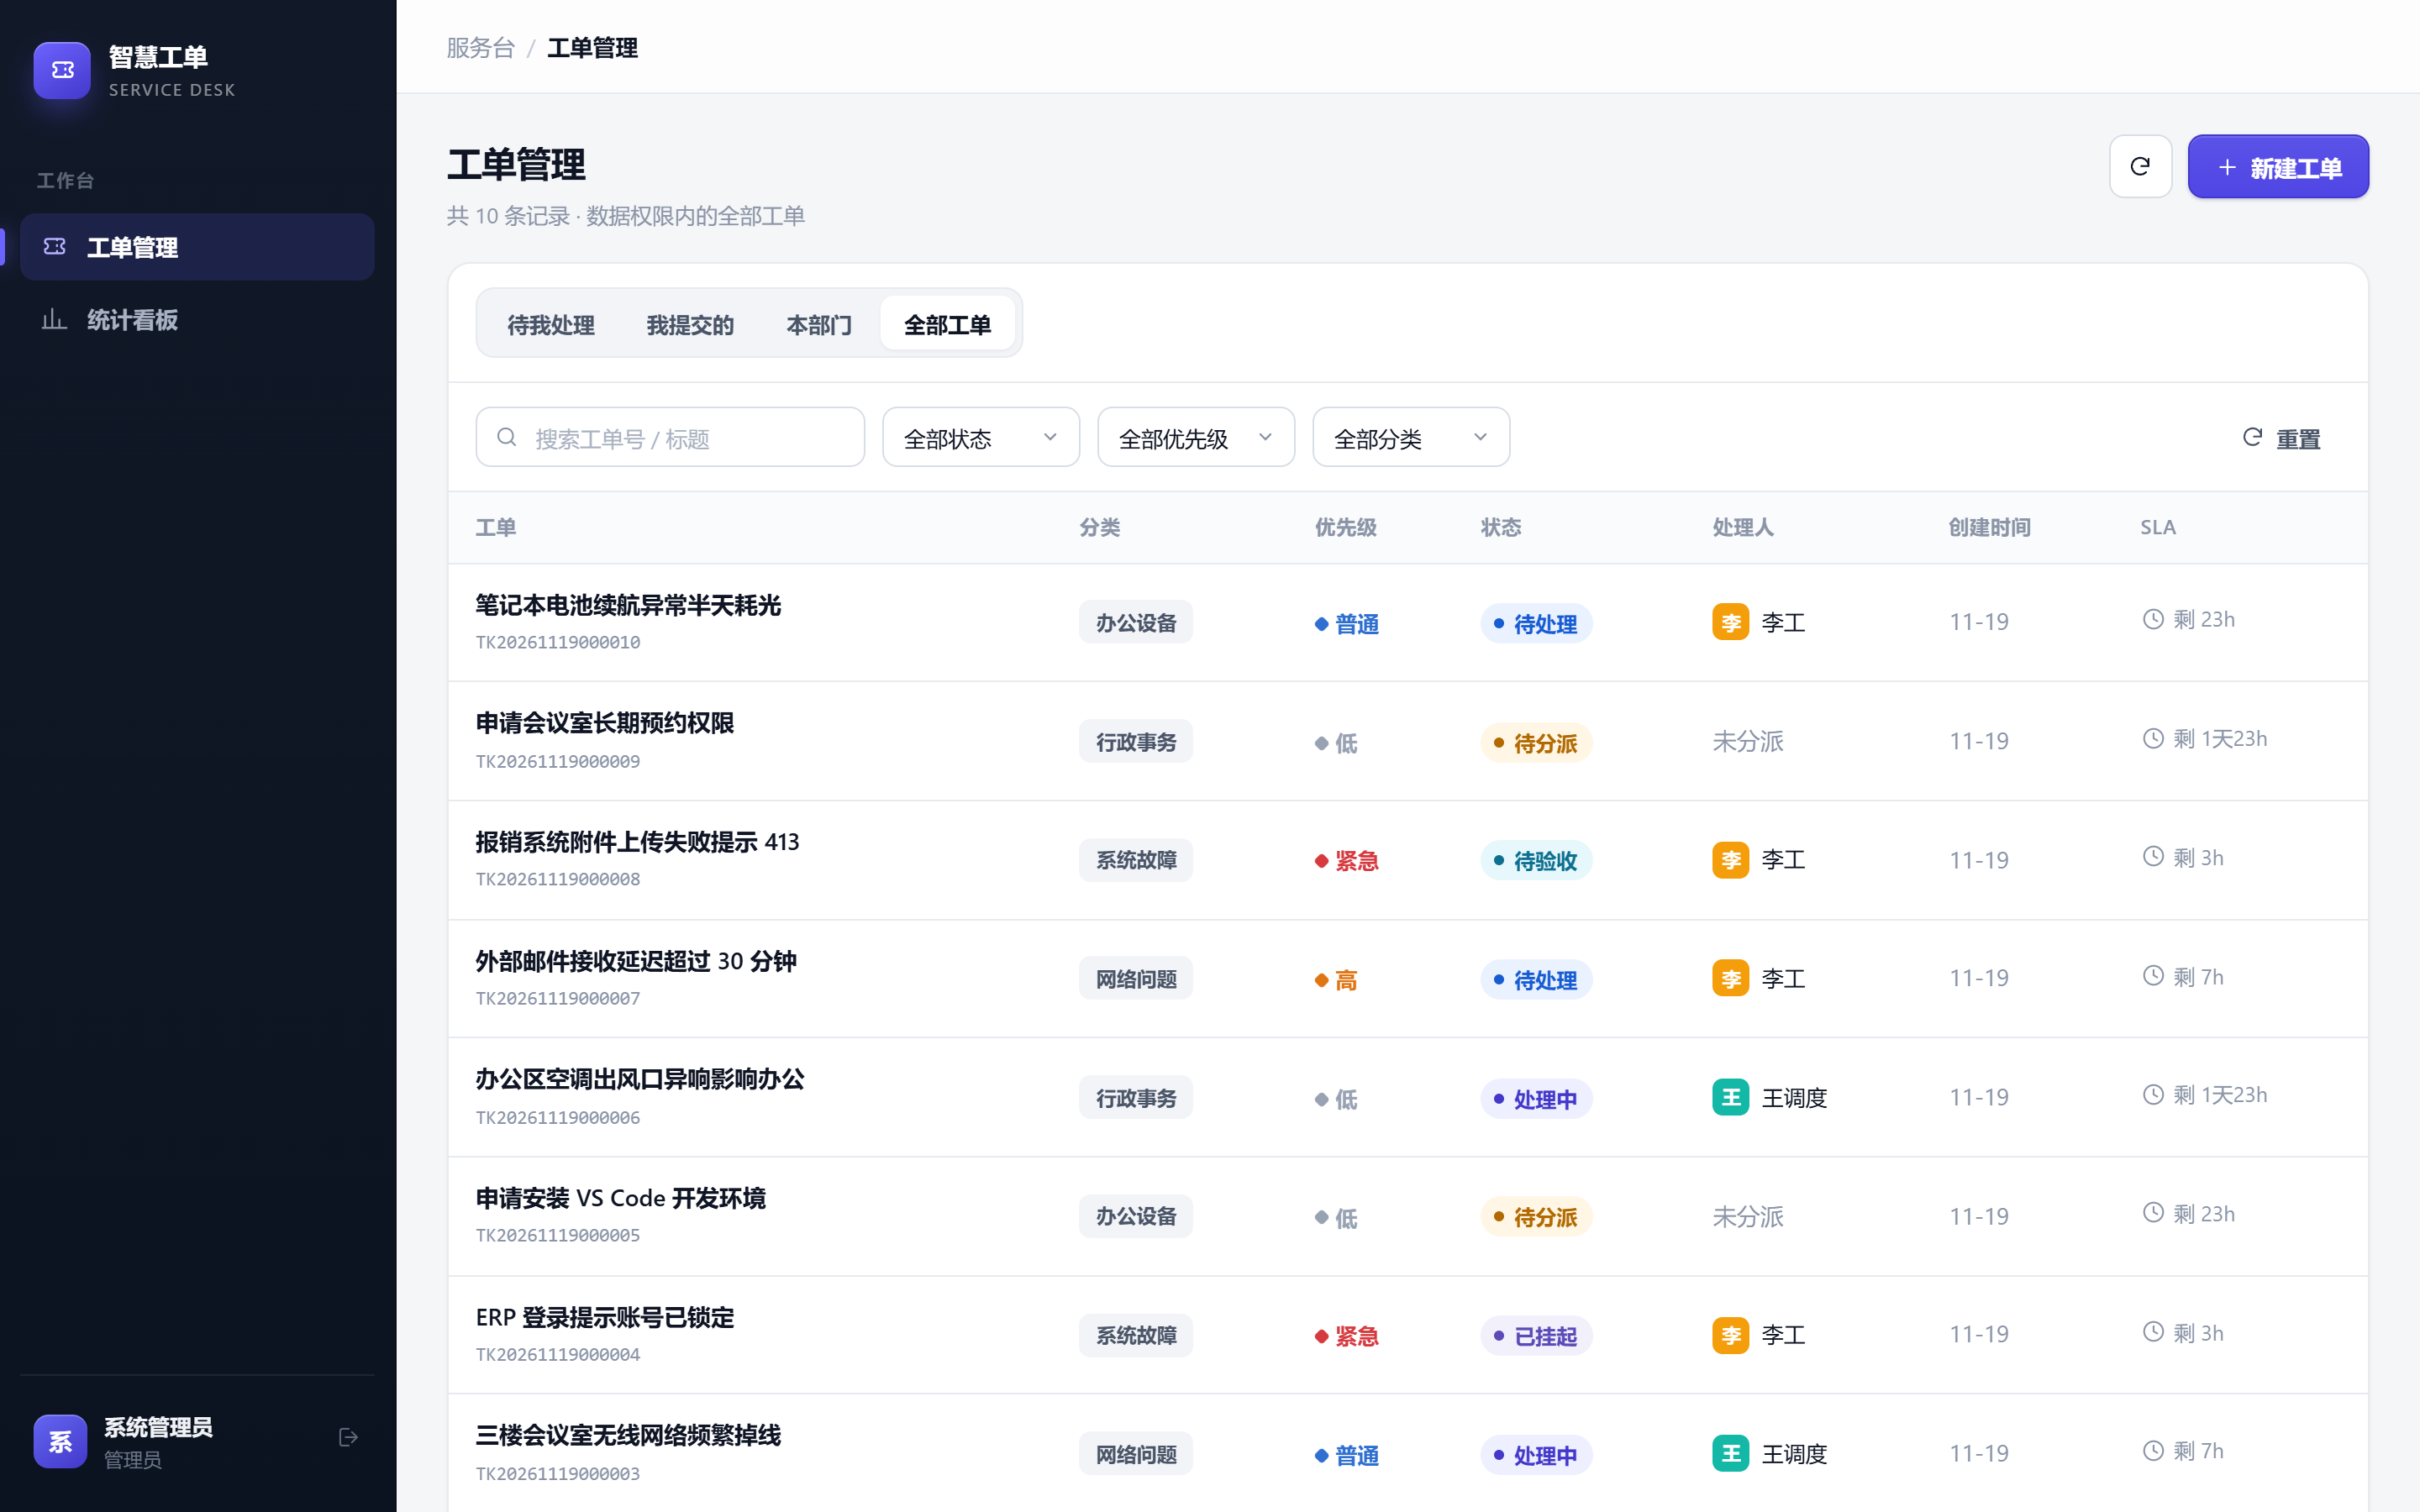 智慧工单
SERVICE DESK
工作台
工单管理
统计看板
系
系统管理员
管理员
服务台 / 工单管理
工单管理
共 10 条记录 · 数据权限内的全部工单
新建工单
待我处理 我提交的 本部门 全部工单
搜索工单号 / 标题 全部状态 全部优先级 全部分类 重置
工单 分类 优先级 状态 处理人 创建时间 SLA
笔记本电池续航异常半天耗光
TK20261119000010
办公设备 普通 待处理 李 李工 11-19 剩 23h
申请会议室长期预约权限
TK20261119000009
行政事务 低 待分派 未分派 11-19 剩 1天23h
报销系统附件上传失败提示 413
TK20261119000008
系统故障 紧急 待验收 李 李工 11-19 剩 3h
外部邮件接收延迟超过 30 分钟
TK20261119000007
网络问题 高 待处理 李 李工 11-19 剩 7h
办公区空调出风口异响影响办公
TK20261119000006
行政事务 低 处理中 王 王调度 11-19 剩 1天23h
申请安装 VS Code 开发环境
TK20261119000005
办公设备 低 待分派 未分派 11-19 剩 23h
ERP 登录提示账号已锁定
TK20261119000004
系统故障 紧急 已挂起 李 李工 11-19 剩 3h
三楼会议室无线网络频繁掉线
TK20261119000003
网络问题 普通 处理中 王 王调度 11-19 剩 7h